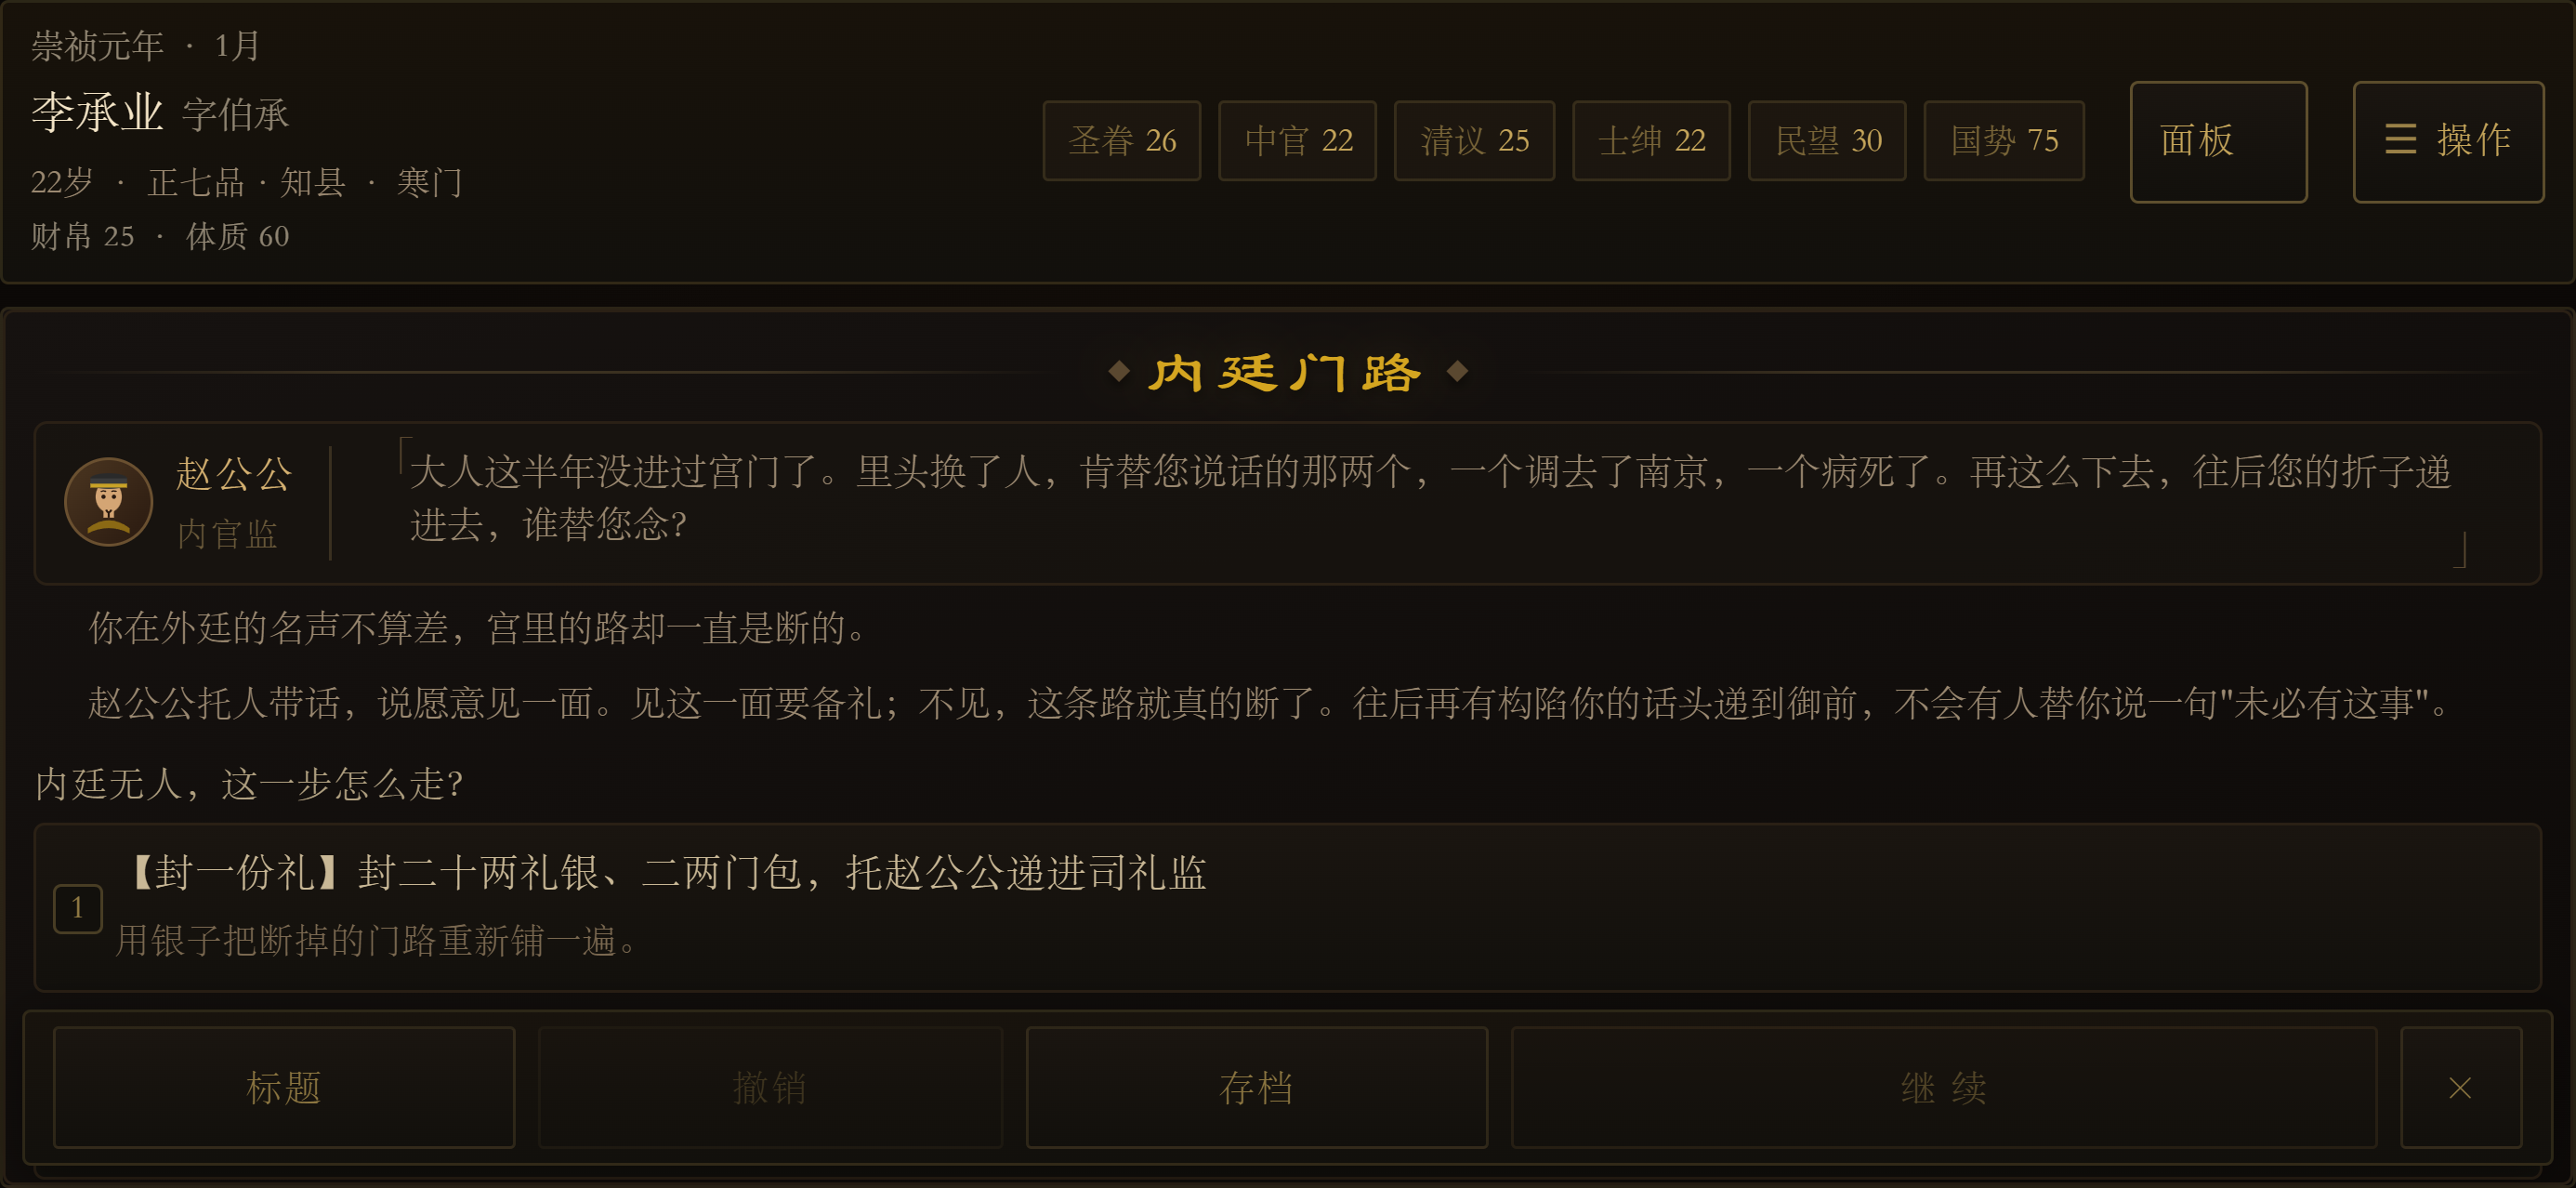 崇祯元年 · 1月
李承业 字伯承
22岁 · 正七品 · 知县 · 寒门
财帛 25 · 体质 60
圣眷 26
中官 22
清议 25
士绅 22
民望 30
国势 75
面板
☰ 操作
◆ 内廷门路 ◆
赵公公
内官监
「大人这半年没进过宫门了。里头换了人，肯替您说话的那两个，一个调去了南京，一个病死了。再这么下去，往后您的折子递
进去，谁替您念？」
你在外廷的名声不算差，宫里的路却一直是断的。
赵公公托人带话，说愿意见一面。见这一面要备礼；不见，这条路就真的断了。往后再有构陷你的话头递到御前，不会有人替你说一句"未必有这事"。
内廷无人，这一步怎么走？
1
【封一份礼】封二十两礼银、二两门包，托赵公公递进司礼监
用银子把断掉的门路重新铺一遍。
标题
撤销
存档
继续
×